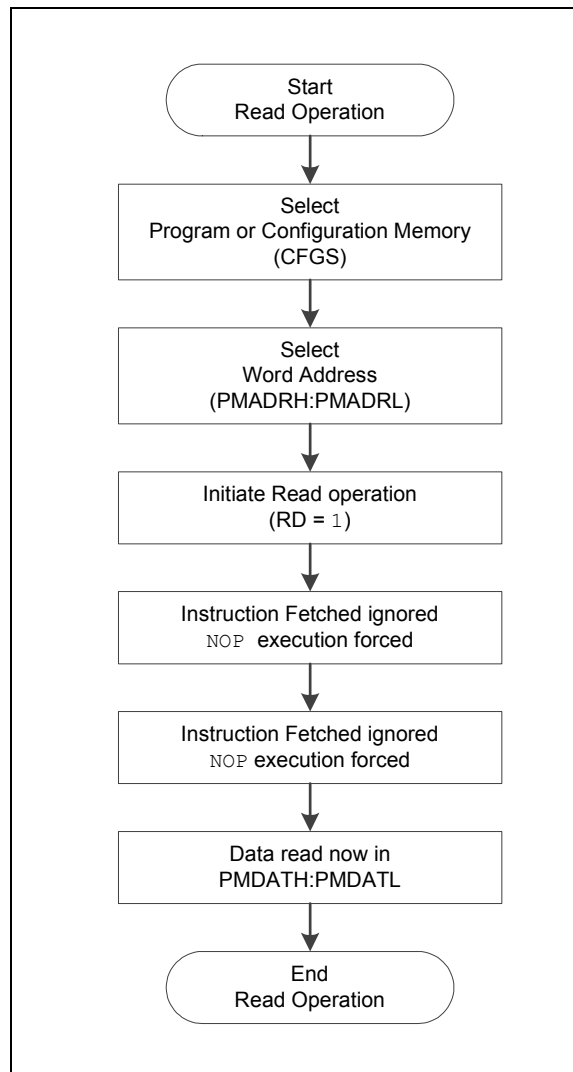 Start
Read Operation
Select
Program or Configuration Memory
(CFGS)
Select
Word Address
(PMADRH:PMADRL)
Initiate Read operation
(RD = 1)
Instruction Fetched ignored
NOP execution forced
Instruction Fetched ignored
NOP execution forced
Data read now in
PMDATH:PMDATL
End
Read Operation